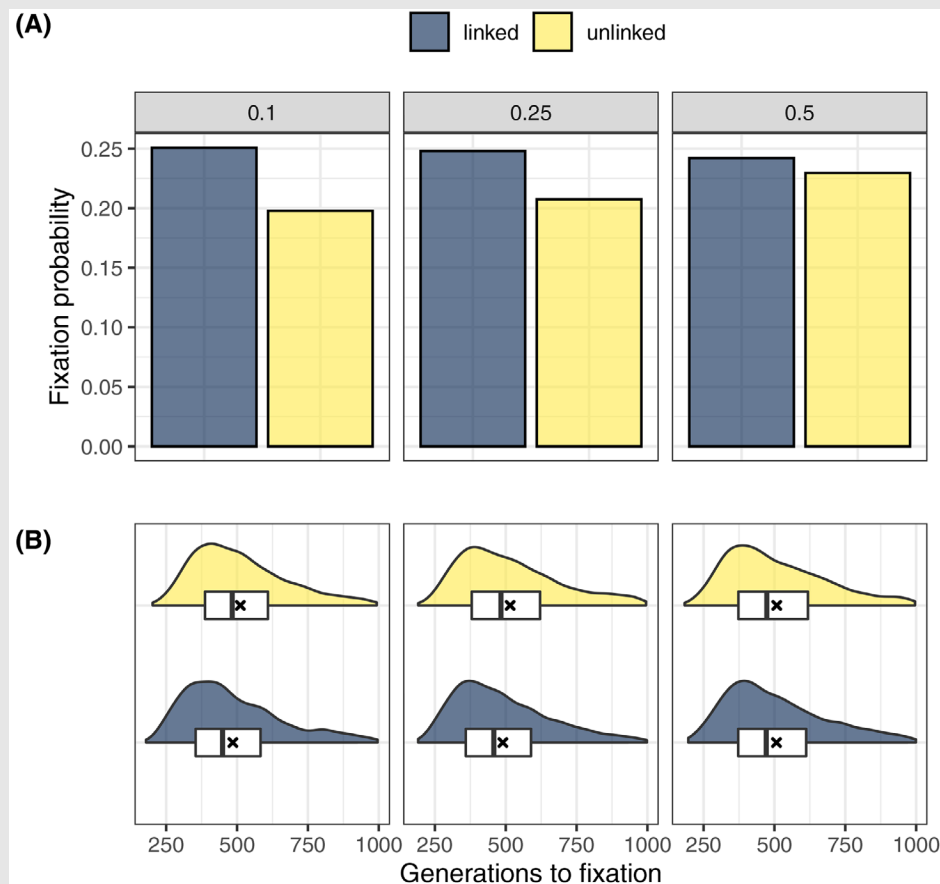 (A)
linked unlinked
0.1 0.25 0.5
Fixation probability
0.25
0.20
0.15
0.10
0.05
0.00
(B)
250 500 750 1000 250 500 750 1000 250 500 750 1000
Generations to fixation